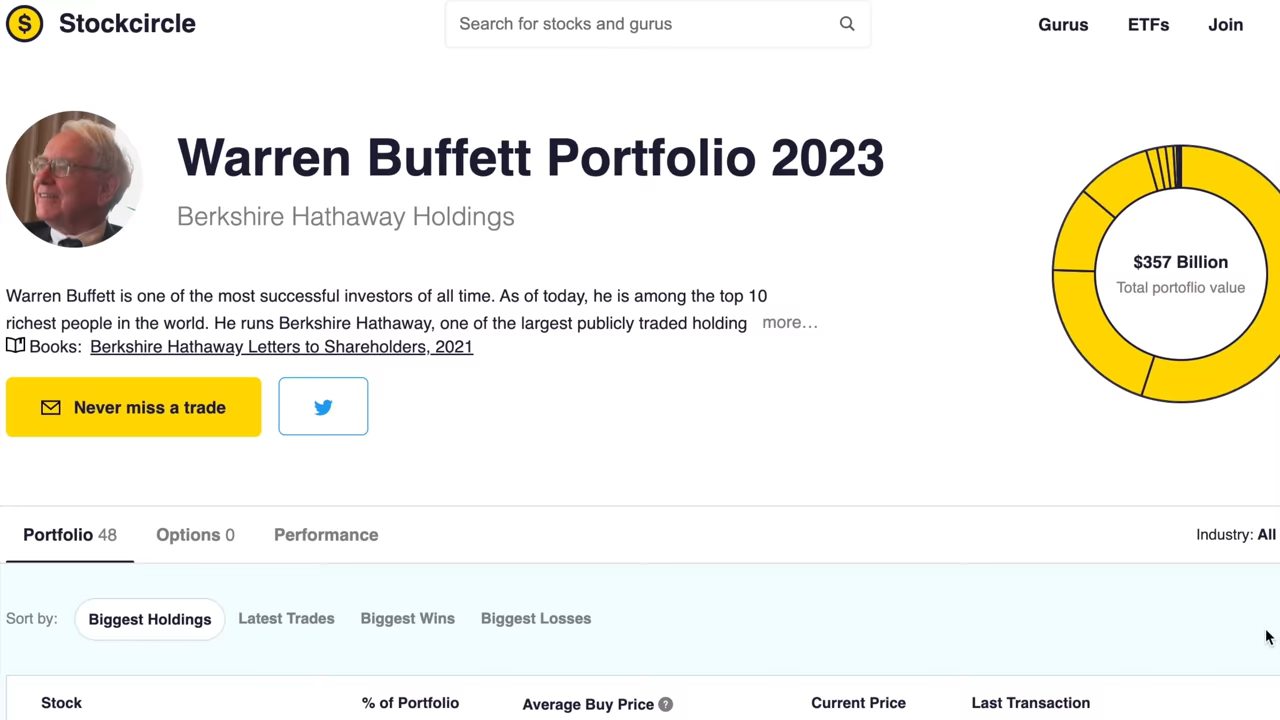 $ Stockcircle
Search for stocks and gurus
Gurus ETFs Join
Warren Buffett Portfolio 2023
Berkshire Hathaway Holdings
$357 Billion
Total portoflio value
Warren Buffett is one of the most successful investors of all time. As of today, he is among the top 10
richest people in the world. He runs Berkshire Hathaway, one of the largest publicly traded holding more…
Books: Berkshire Hathaway Letters to Shareholders, 2021
Never miss a trade
Portfolio 48 Options 0 Performance Industry: All
Sort by: Biggest Holdings Latest Trades Biggest Wins Biggest Losses
Stock % of Portfolio Average Buy Price ? Current Price Last Transaction